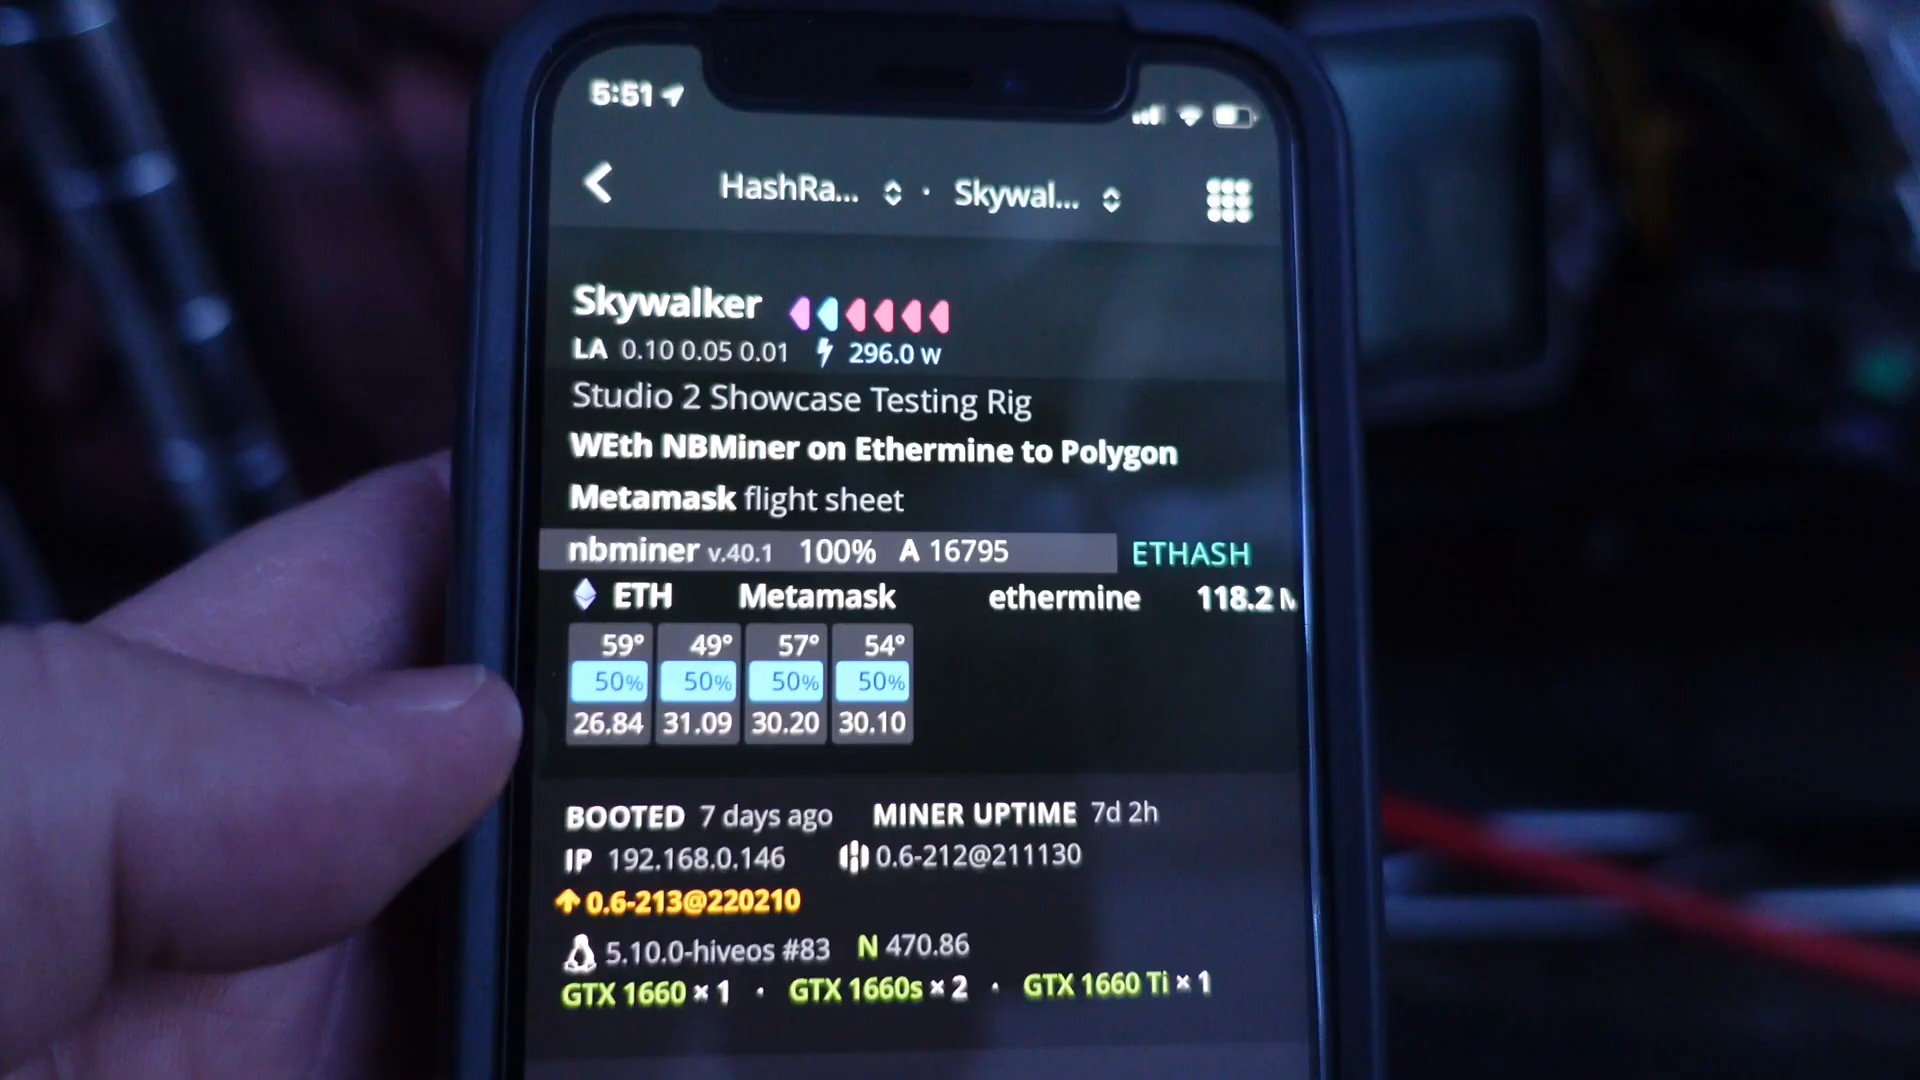 5:51
HashRa... · Skywal...
Skywalker
LA 0.10 0.05 0.01 296.0 W
Studio 2 Showcase Testing Rig
WEth NBMiner on Ethermine to Polygon
Metamask flight sheet
nbminer v.40.1 100% A 16795 ETHASH
ETH Metamask ethermine 118.2
59° 49° 57° 54°
50% 50% 50% 50%
26.84 31.09 30.20 30.10
BOOTED 7 days ago MINER UPTIME 7d 2h
IP 192.168.0.146 0.6-212@211130
0.6-213@220210
5.10.0-hiveos #83 N 470.86
GTX 1660 × 1 · GTX 1660s × 2 · GTX 1660 Ti × 1